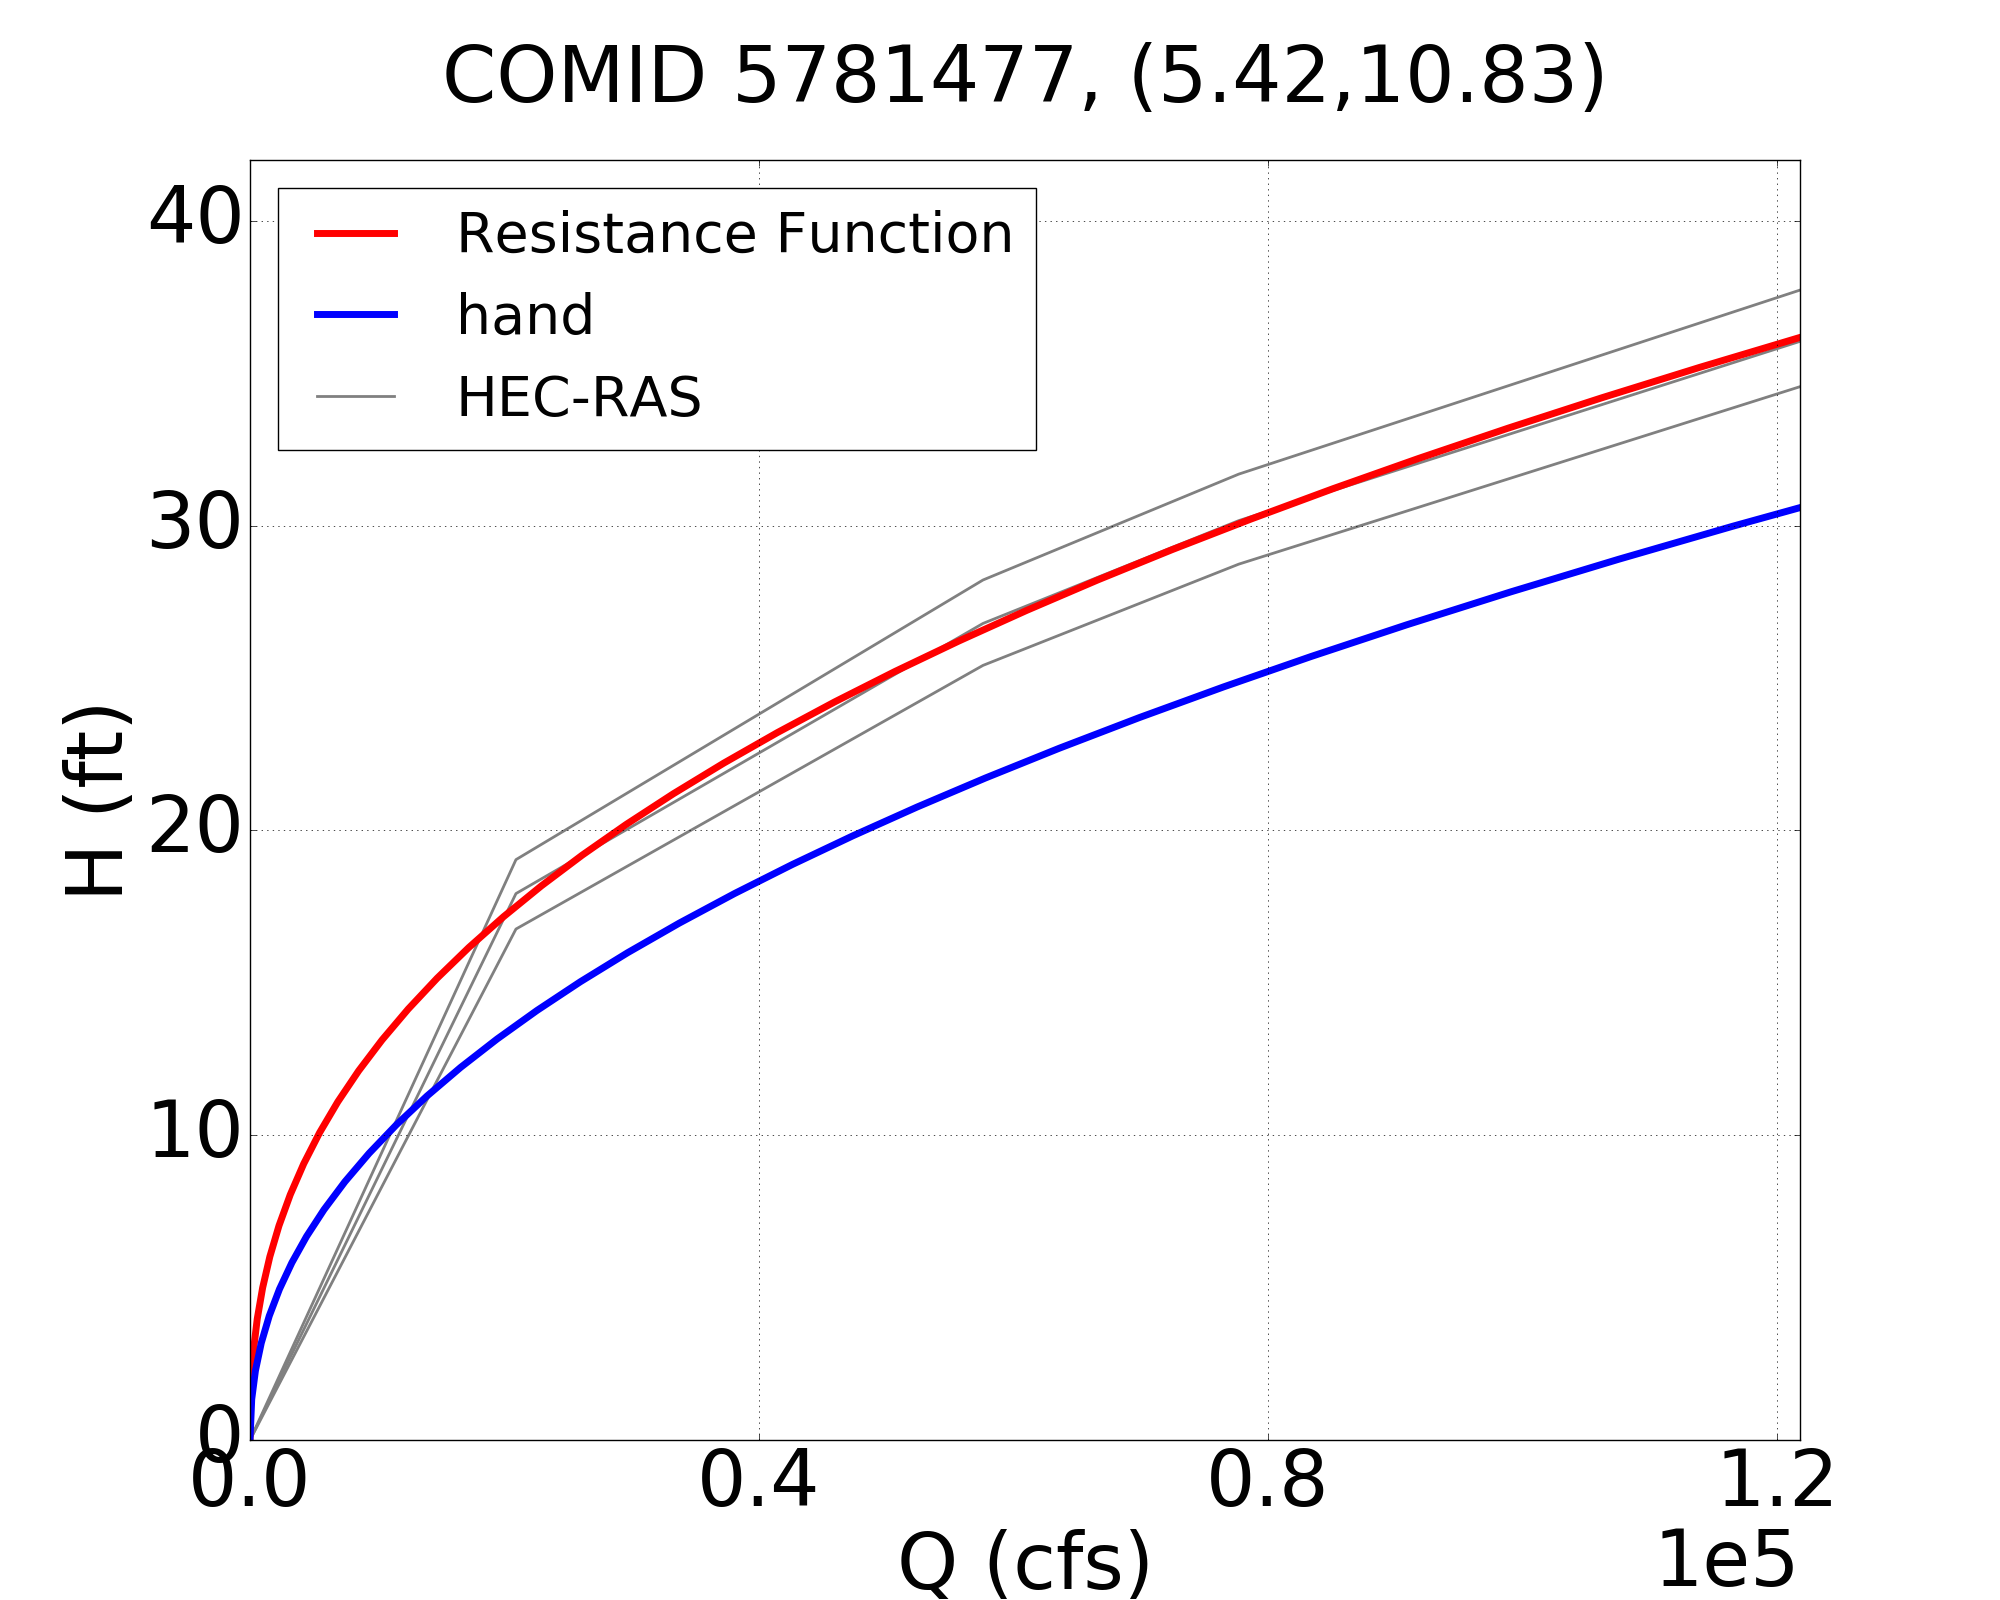 COMID 5781477, (5.42,10.83)
Resistance Function
hand
HEC-RAS
40
30
20
10
0
H (ft)
0.0 0.4 0.8 1.2
1e5
Q (cfs)